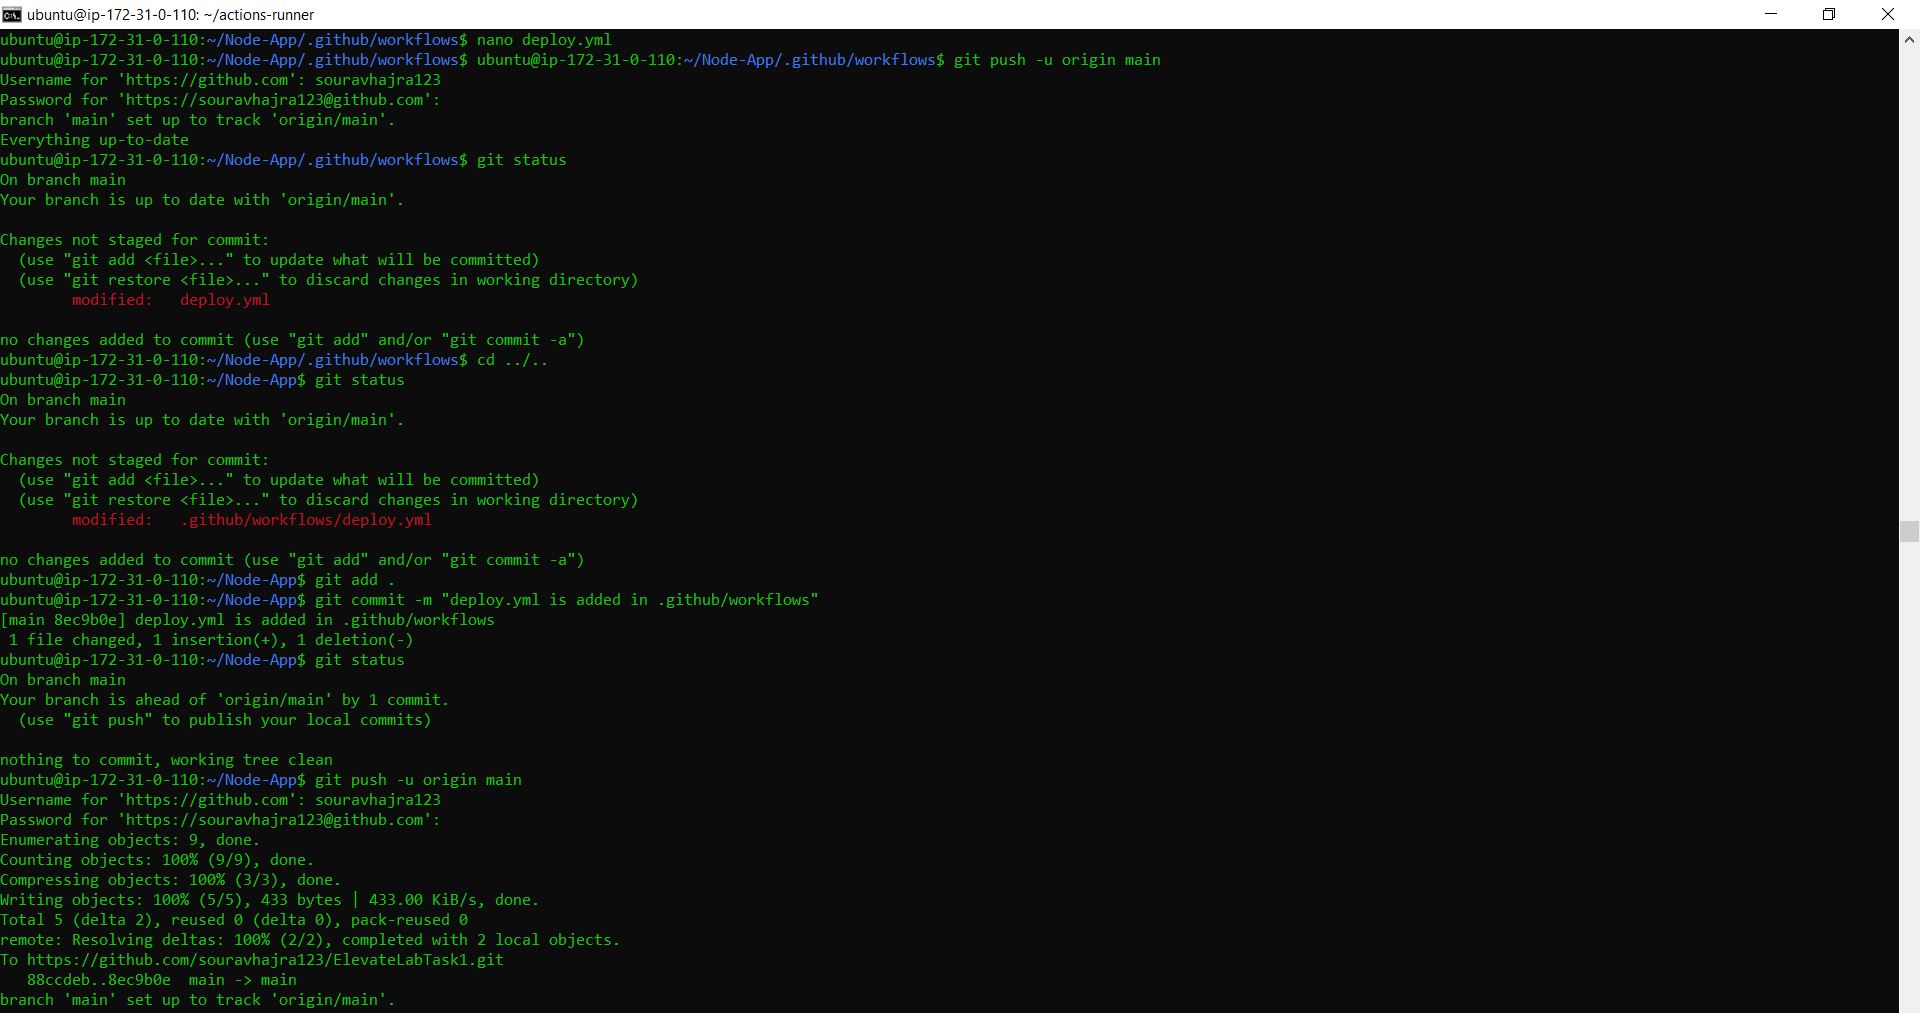 ubuntu@ip-172-31-0-110: ~/actions-runner
ubuntu@ip-172-31-0-110:~/Node-App/.github/workflows$ nano deploy.yml
ubuntu@ip-172-31-0-110:~/Node-App/.github/workflows$ ubuntu@ip-172-31-0-110:~/Node-App/.github/workflows$ git push -u origin main
Username for 'https://github.com': souravhajra123
Password for 'https://souravhajra123@github.com':
branch 'main' set up to track 'origin/main'.
Everything up-to-date
ubuntu@ip-172-31-0-110:~/Node-App/.github/workflows$ git status
On branch main
Your branch is up to date with 'origin/main'.
Changes not staged for commit:
(use "git add <file>..." to update what will be committed)
(use "git restore <file>..." to discard changes in working directory)
modified:   deploy.yml
no changes added to commit (use "git add" and/or "git commit -a")
ubuntu@ip-172-31-0-110:~/Node-App/.github/workflows$ cd ../..
ubuntu@ip-172-31-0-110:~/Node-App$ git status
On branch main
Your branch is up to date with 'origin/main'.
Changes not staged for commit:
(use "git add <file>..." to update what will be committed)
(use "git restore <file>..." to discard changes in working directory)
modified:   .github/workflows/deploy.yml
no changes added to commit (use "git add" and/or "git commit -a")
ubuntu@ip-172-31-0-110:~/Node-App$ git add .
ubuntu@ip-172-31-0-110:~/Node-App$ git commit -m "deploy.yml is added in .github/workflows"
[main 8ec9b0e] deploy.yml is added in .github/workflows
1 file changed, 1 insertion(+), 1 deletion(-)
ubuntu@ip-172-31-0-110:~/Node-App$ git status
On branch main
Your branch is ahead of 'origin/main' by 1 commit.
(use "git push" to publish your local commits)
nothing to commit, working tree clean
ubuntu@ip-172-31-0-110:~/Node-App$ git push -u origin main
Username for 'https://github.com': souravhajra123
Password for 'https://souravhajra123@github.com':
Enumerating objects: 9, done.
Counting objects: 100% (9/9), done.
Compressing objects: 100% (3/3), done.
Writing objects: 100% (5/5), 433 bytes | 433.00 KiB/s, done.
Total 5 (delta 2), reused 0 (delta 0), pack-reused 0
remote: Resolving deltas: 100% (2/2), completed with 2 local objects.
To https://github.com/souravhajra123/ElevateLabTask1.git
88ccdeb..8ec9b0e  main -> main
branch 'main' set up to track 'origin/main'.